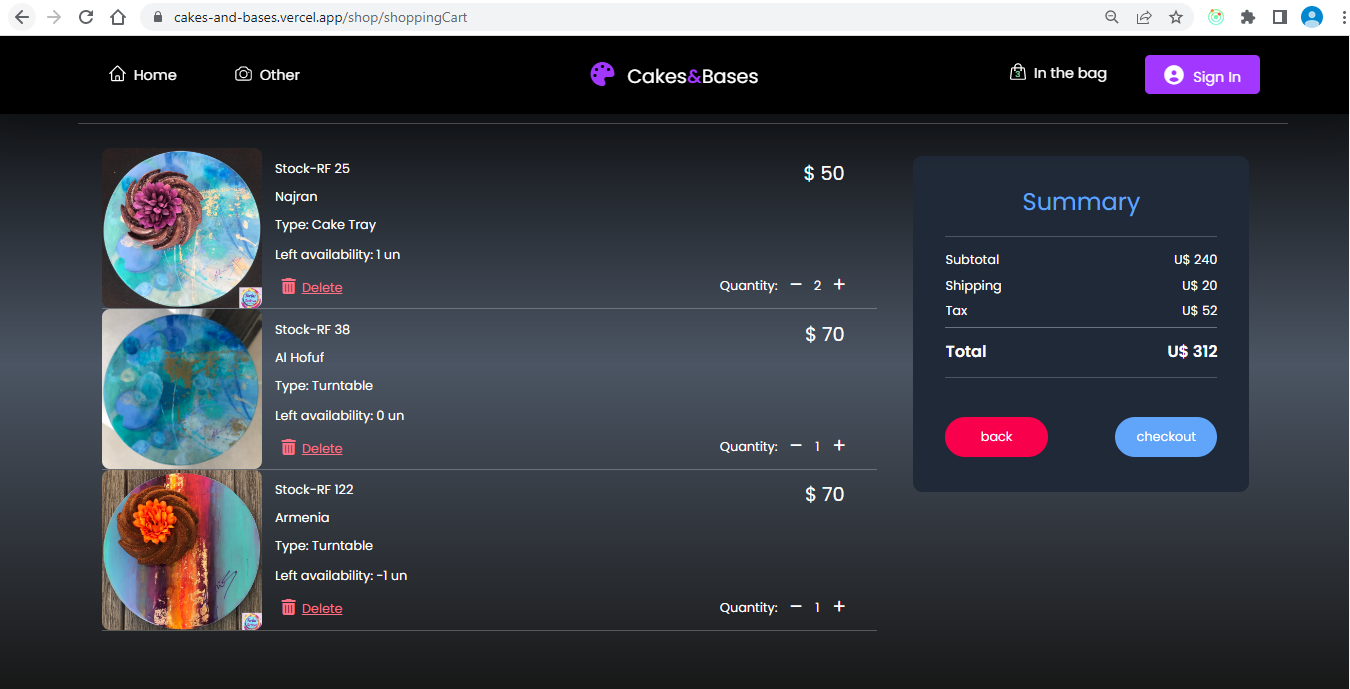 cakes-and-bases.vercel.app/shop/shoppingCart
Home
Other
Cakes&Bases
3
In the bag
Sign In
Stock-RF 25
$ 50
Najran
Type: Cake Tray
Left availability: 1 un
Delete
Quantity: − 2 +
Stock-RF 38
$ 70
Al Hofuf
Type: Turntable
Left availability: 0 un
Delete
Quantity: − 1 +
Stock-RF 122
$ 70
Armenia
Type: Turntable
Left availability: -1 un
Delete
Quantity: − 1 +
Summary
Subtotal U$ 240
Shipping U$ 20
Tax U$ 52
Total U$ 312
back
checkout